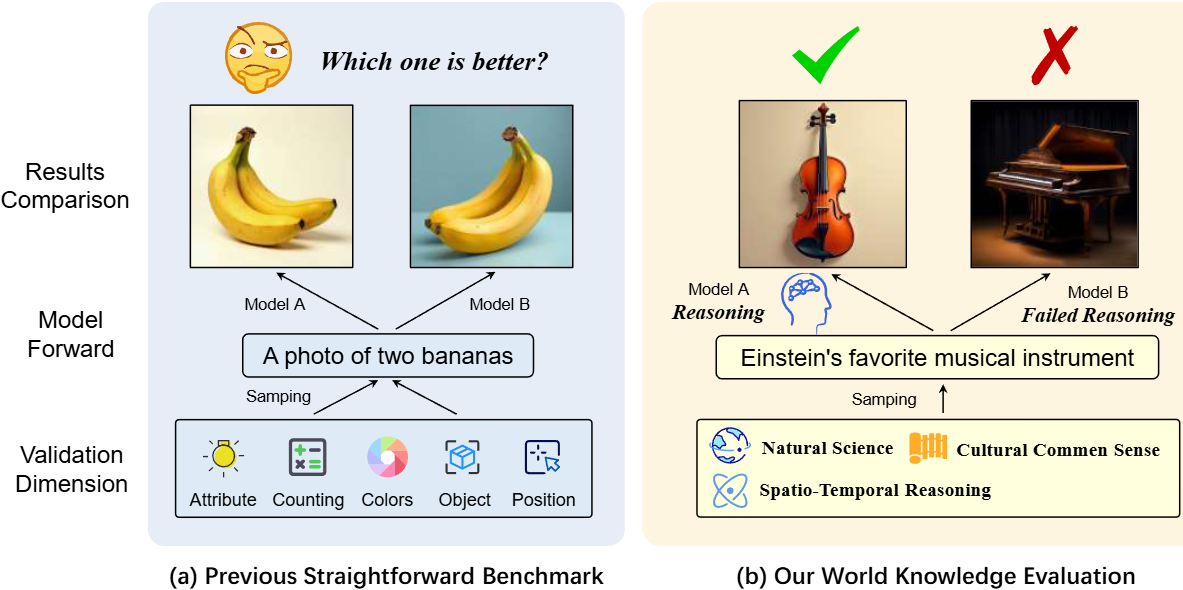 Which one is better?
Results
Comparison
Model A
Model B
Model A
Reasoning
Model B
Failed Reasoning
Model
Forward
A photo of two bananas
Einstein's favorite musical instrument
Samping
Samping
Validation
Dimension
Attribute
Counting
Colors
Object
Position
Natural Science
Cultural Commen Sense
Spatio-Temporal Reasoning
(a) Previous Straightforward Benchmark
(b) Our World Knowledge Evaluation